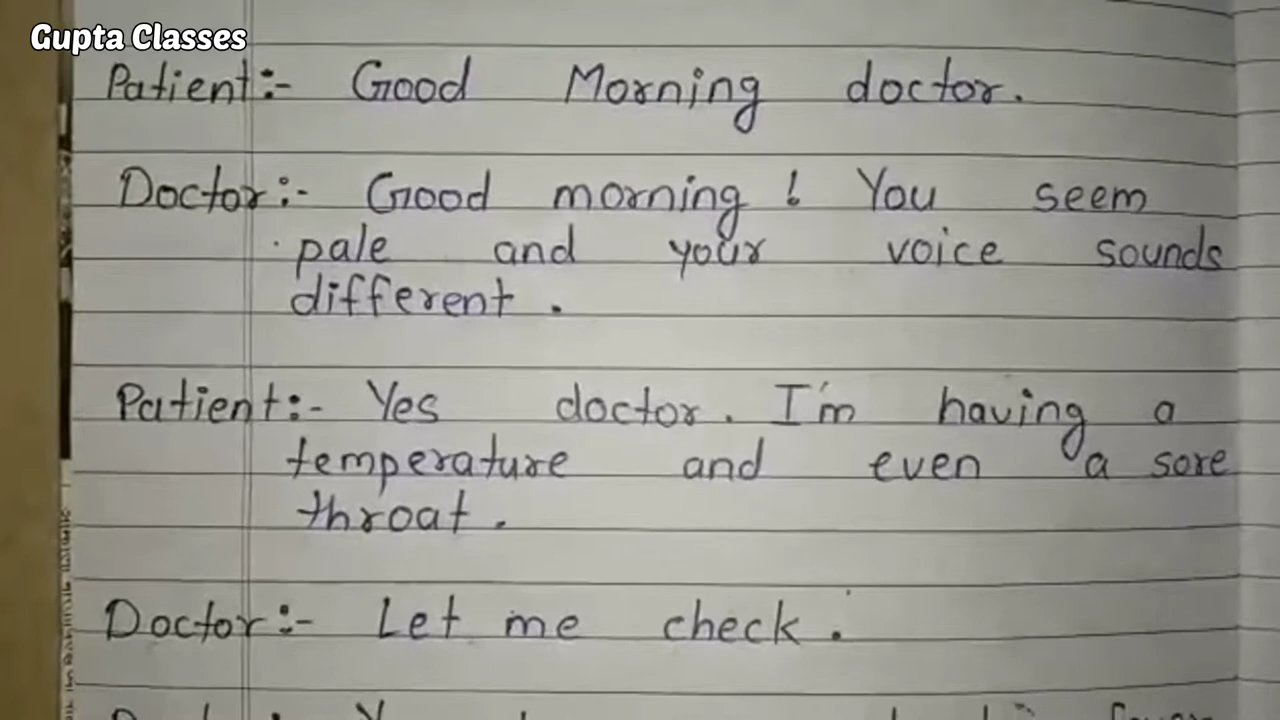 Gupta Classes
Patient:- Good Morning doctor.
Doctor:- Good morning! You seem
pale and your voice sounds
different.
Patient:- Yes doctor. I'm having a
temperature and even a sore
throat.
Doctor:- Let me check.